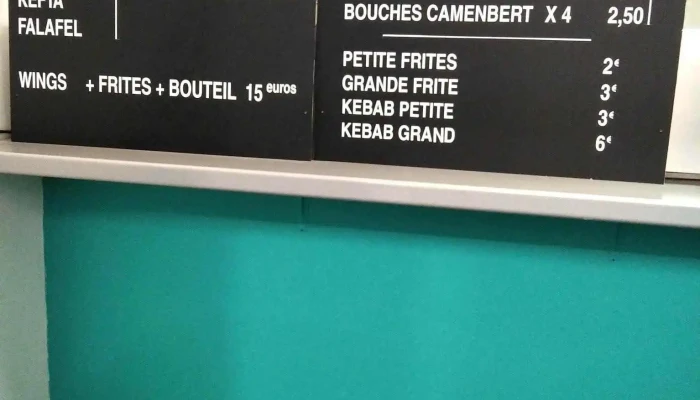 KEFTA
FALAFEL
WINGS + FRITES + BOUTEIL 15 euros
BOUCHES CAMENBERT X 4 2,50
PETITE FRITES 2€
GRANDE FRITE 3€
KEBAB PETITE 3€
KEBAB GRAND 6€